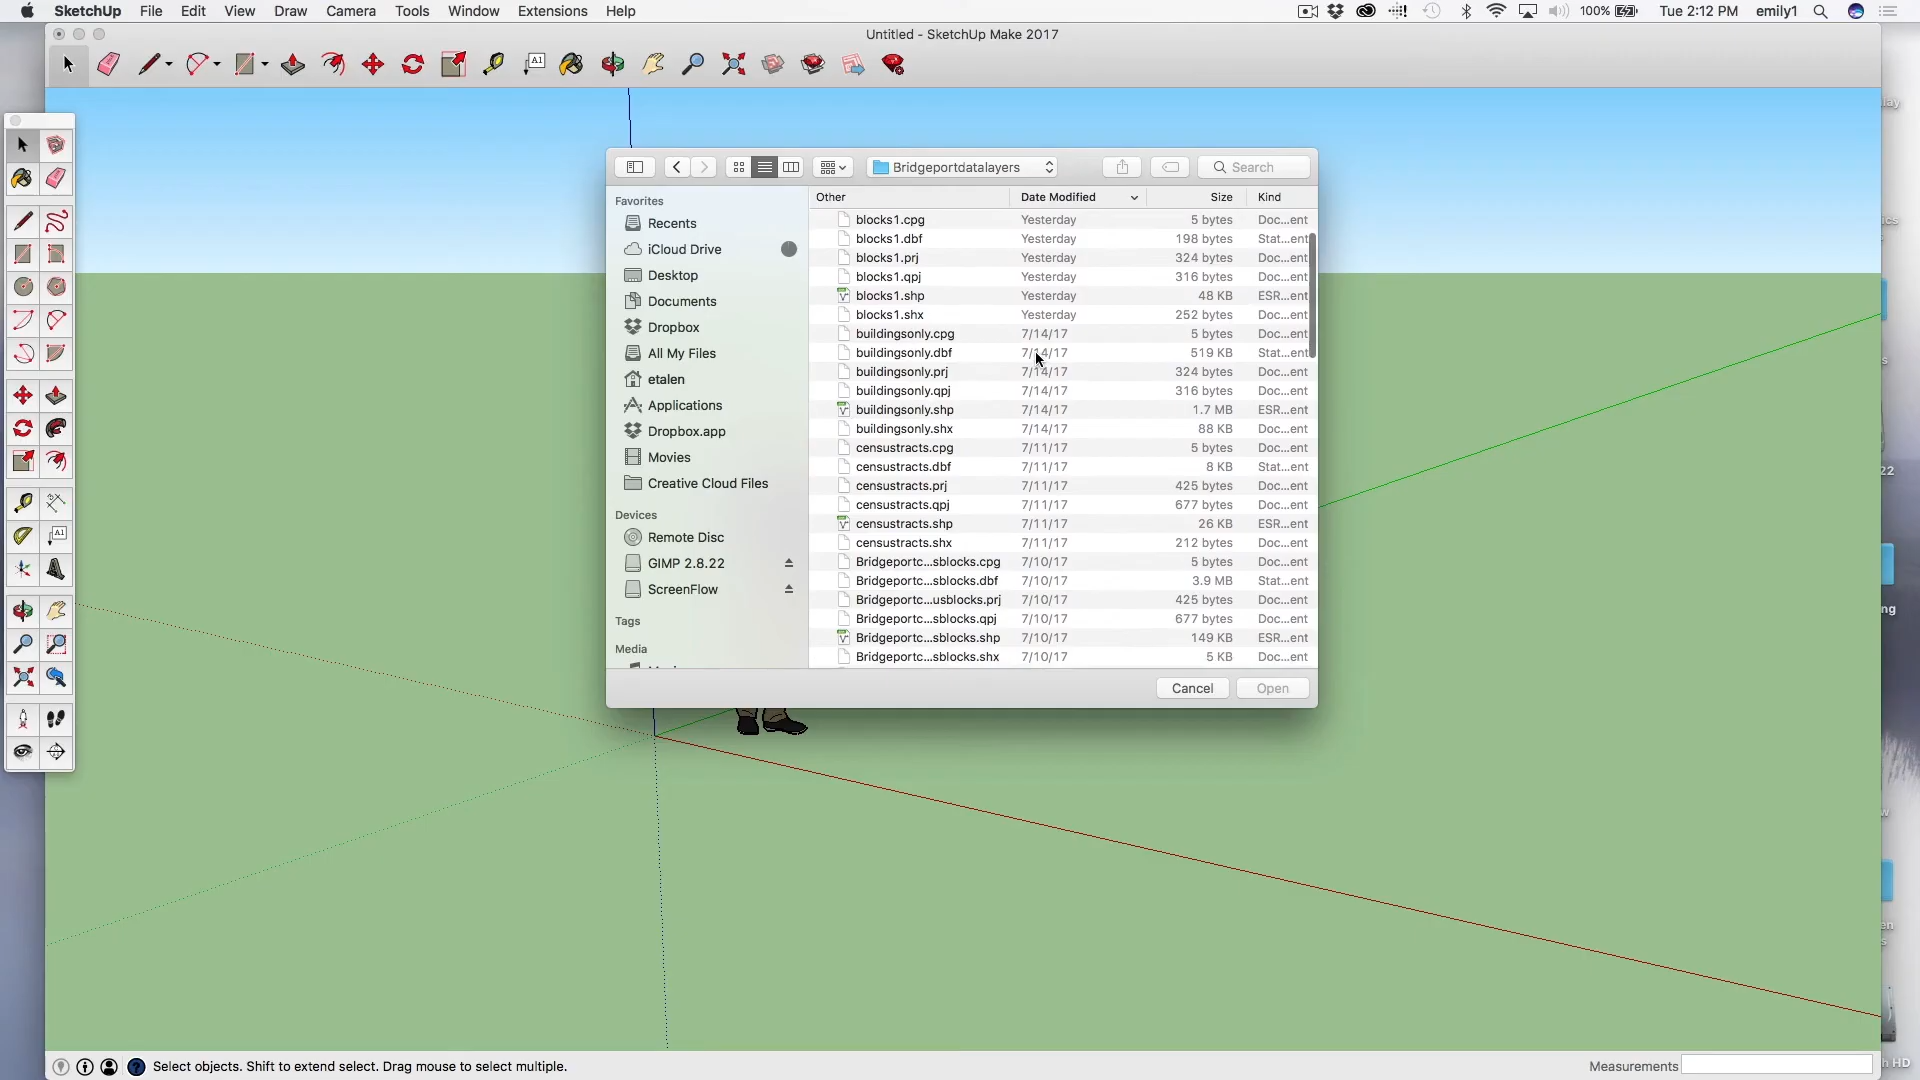 SketchUp File Edit View Draw Camera Tools Window Extensions Help 100% Tue 2:12 PM emily1
Untitled - SketchUp Make 2017
A1
Bridgeportdatalayers Search
Favorites
Recents
iCloud Drive
Desktop
Documents
Dropbox
All My Files
etalen
Applications
Dropbox.app
Movies
Creative Cloud Files
Devices
Remote Disc
GIMP 2.8.22
ScreenFlow
Tags
Media
Other Date Modified Size Kind
blocks1.cpg Yesterday 5 bytes Doc...ent
blocks1.dbf Yesterday 198 bytes Stat...ent
blocks1.prj Yesterday 324 bytes Doc...ent
blocks1.qpj Yesterday 316 bytes Doc...ent
blocks1.shp Yesterday 48 KB ESR...ent
blocks1.shx Yesterday 252 bytes Doc...ent
buildingsonly.cpg 7/14/17 5 bytes Doc...ent
buildingsonly.dbf 7/14/17 519 KB Stat...ent
buildingsonly.prj 7/14/17 324 bytes Doc...ent
buildingsonly.qpj 7/14/17 316 bytes Doc...ent
buildingsonly.shp 7/14/17 1.7 MB ESR...ent
buildingsonly.shx 7/14/17 88 KB Doc...ent
censustracts.cpg 7/11/17 5 bytes Doc...ent
censustracts.dbf 7/11/17 8 KB Stat...ent
censustracts.prj 7/11/17 425 bytes Doc...ent
censustracts.qpj 7/11/17 677 bytes Doc...ent
censustracts.shp 7/11/17 26 KB ESR...ent
censustracts.shx 7/11/17 212 bytes Doc...ent
Bridgeportc...sblocks.cpg 7/10/17 5 bytes Doc...ent
Bridgeportc...sblocks.dbf 7/10/17 3.9 MB Stat...ent
Bridgeportc...usblocks.prj 7/10/17 425 bytes Doc...ent
Bridgeportc...sblocks.qpj 7/10/17 677 bytes Doc...ent
Bridgeportc...sblocks.shp 7/10/17 149 KB ESR...ent
Bridgeportc...sblocks.shx 7/10/17 5 KB Doc...ent
Cancel Open
A1
Select objects. Shift to extend select. Drag mouse to select multiple. Measurements